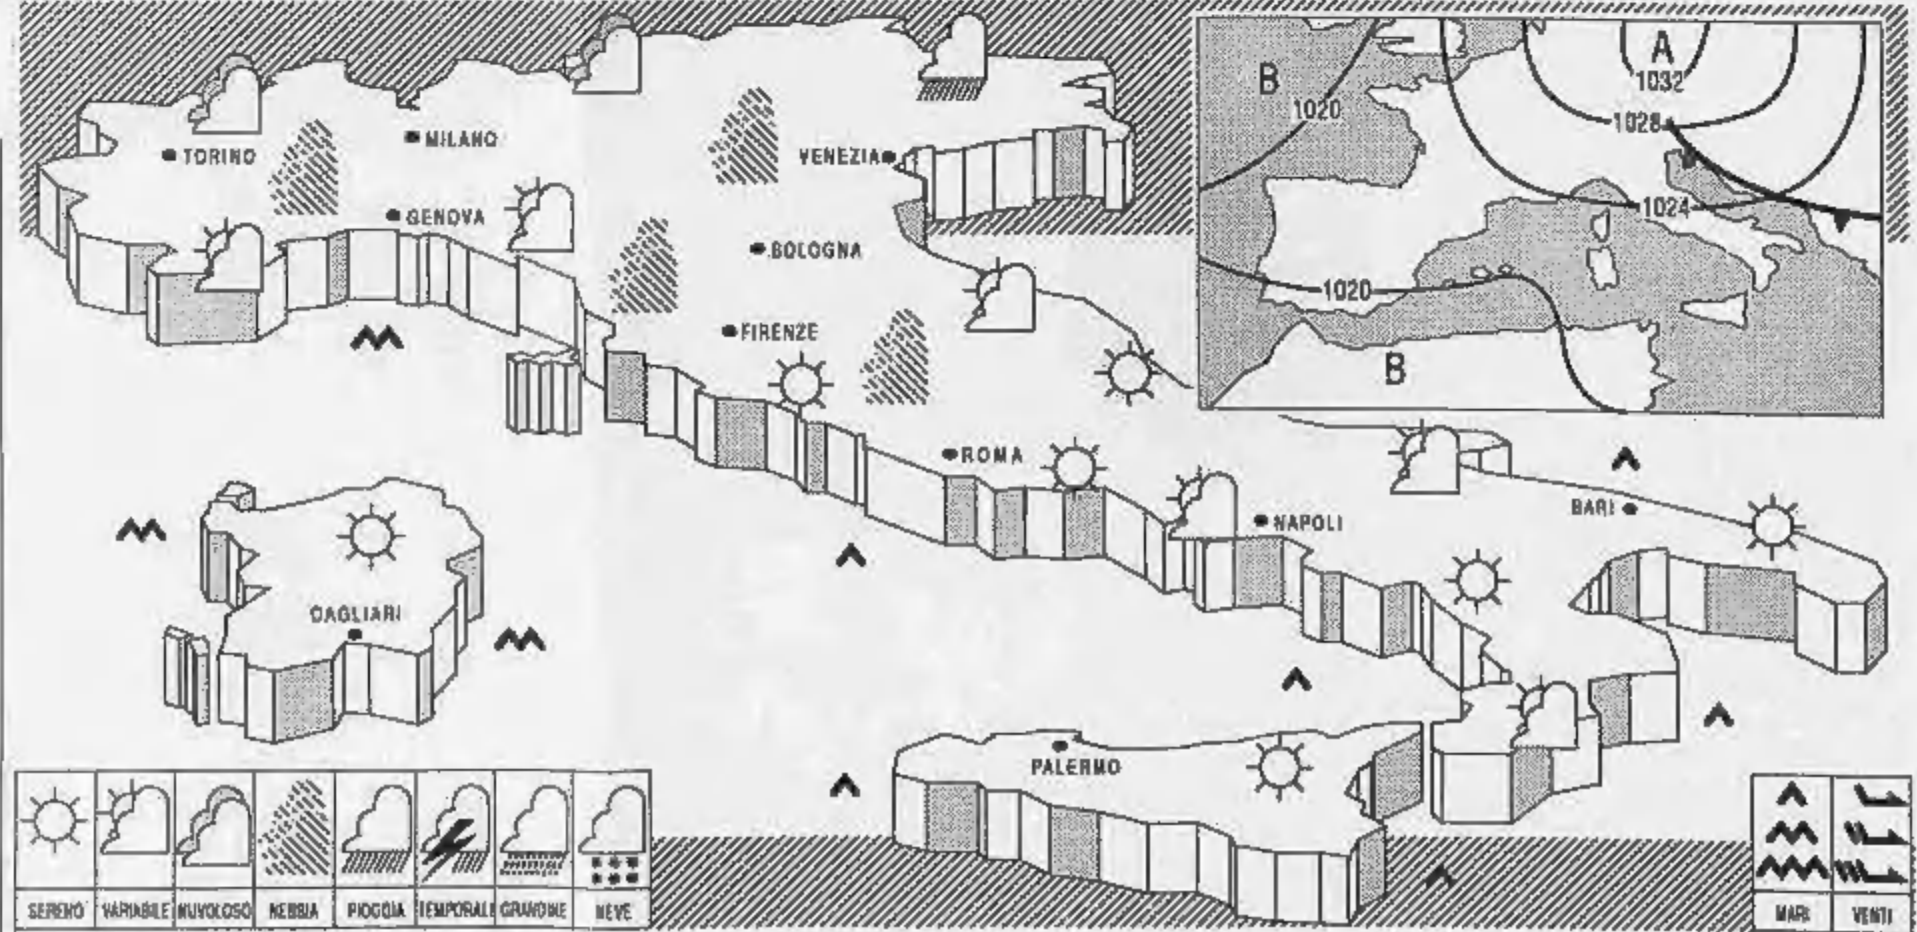 B
A
1032
1020
1028
MILANO
TORINO
VENEZIA
GENOVA
1024
BOLOGNA
1020
FIRENZE
B
ROMA
NAPOLI
BARI
CAGLIARI
PALERMO
SERENO VARIABILE NUVOLOSO NEBBIA PIOGGIA TEMPORALE GRANDINE NEVE
MARI VENTI